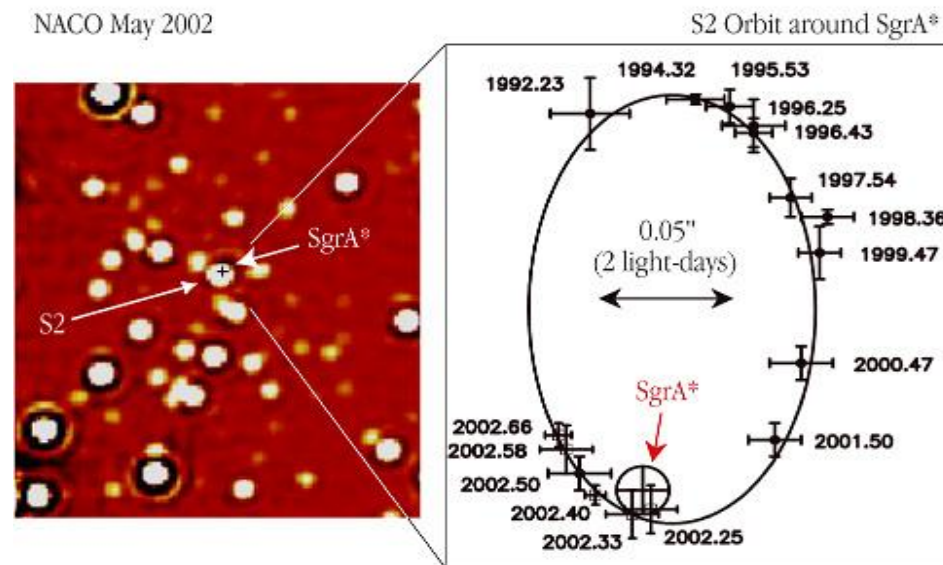 NACO May 2002
S2 Orbit around SgrA*
SgrA*
S2
1992.23
1994.32
1995.53
1996.25
1996.43
1997.54
1998.36
1999.47
0.05"
(2 light-days)
2000.47
SgrA*
2001.50
2002.66
2002.58
2002.50
2002.40
2002.33
2002.25